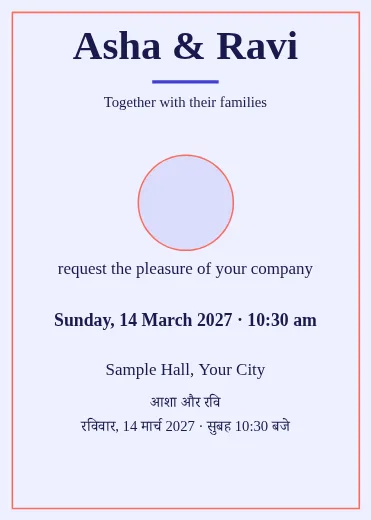 Asha & Ravi
Together with their families
request the pleasure of your company
Sunday, 14 March 2027 · 10:30 am
Sample Hall, Your City
आशा और रवि
रविवार, 14 मार्च 2027 · सुबह 10:30 बजे